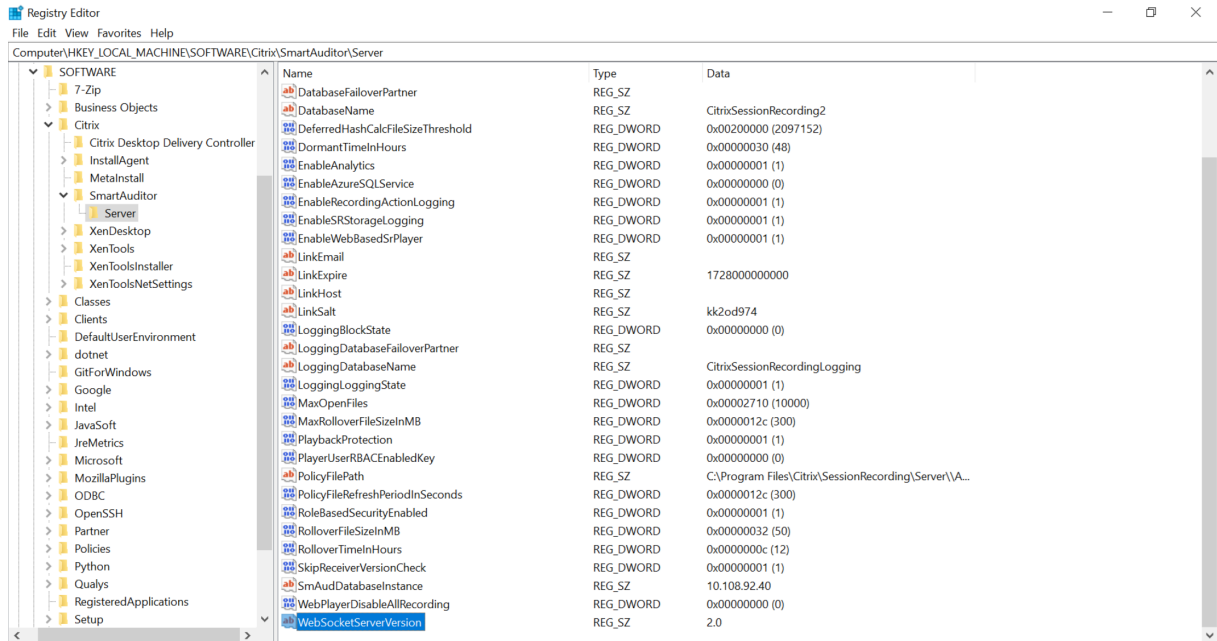 Registry Editor
File Edit View Favorites Help
Computer\HKEY_LOCAL_MACHINE\SOFTWARE\Citrix\SmartAuditor\Server
SOFTWARE
7-Zip
Business Objects
Citrix
Citrix Desktop Delivery Controller
InstallAgent
MetaInstall
SmartAuditor
Server
XenDesktop
XenTools
XenToolsInstaller
XenToolsNetSettings
Classes
Clients
DefaultUserEnvironment
dotnet
GitForWindows
Google
Intel
JavaSoft
JreMetrics
Microsoft
MozillaPlugins
ODBC
OpenSSH
Partner
Policies
Python
Qualys
RegisteredApplications
Setup
Name Type Data
DatabaseFailoverPartner REG_SZ
DatabaseName REG_SZ CitrixSessionRecording2
DeferredHashCalcFileSizeThreshold REG_DWORD 0x00200000 (2097152)
DormantTimeInHours REG_DWORD 0x00000030 (48)
EnableAnalytics REG_DWORD 0x00000001 (1)
EnableAzureSQLService REG_DWORD 0x00000000 (0)
EnableRecordingActionLogging REG_DWORD 0x00000001 (1)
EnableSRStorageLogging REG_DWORD 0x00000001 (1)
EnableWebBasedSrPlayer REG_DWORD 0x00000001 (1)
LinkEmail REG_SZ
LinkExpire REG_SZ 1728000000000
LinkHost REG_SZ
LinkSalt REG_SZ kk2od974
LoggingBlockState REG_DWORD 0x00000000 (0)
LoggingDatabaseFailoverPartner REG_SZ
LoggingDatabaseName REG_SZ CitrixSessionRecordingLogging
LoggingLoggingState REG_DWORD 0x00000001 (1)
MaxOpenFiles REG_DWORD 0x00002710 (10000)
MaxRolloverFileSizeInMB REG_DWORD 0x0000012c (300)
PlaybackProtection REG_DWORD 0x00000001 (1)
PlayerUserRBACEnabledKey REG_DWORD 0x00000000 (0)
PolicyFilePath REG_SZ C:\Program Files\Citrix\SessionRecording\Server\\A...
PolicyFileRefreshPeriodInSeconds REG_DWORD 0x0000012c (300)
RoleBasedSecurityEnabled REG_DWORD 0x00000001 (1)
RolloverFileSizeInMB REG_DWORD 0x00000032 (50)
RolloverTimeInHours REG_DWORD 0x0000000c (12)
SkipReceiverVersionCheck REG_DWORD 0x00000001 (1)
SmAudDatabaseInstance REG_SZ 10.108.92.40
WebPlayerDisableAllRecording REG_DWORD 0x00000000 (0)
WebSocketServerVersion REG_SZ 2.0